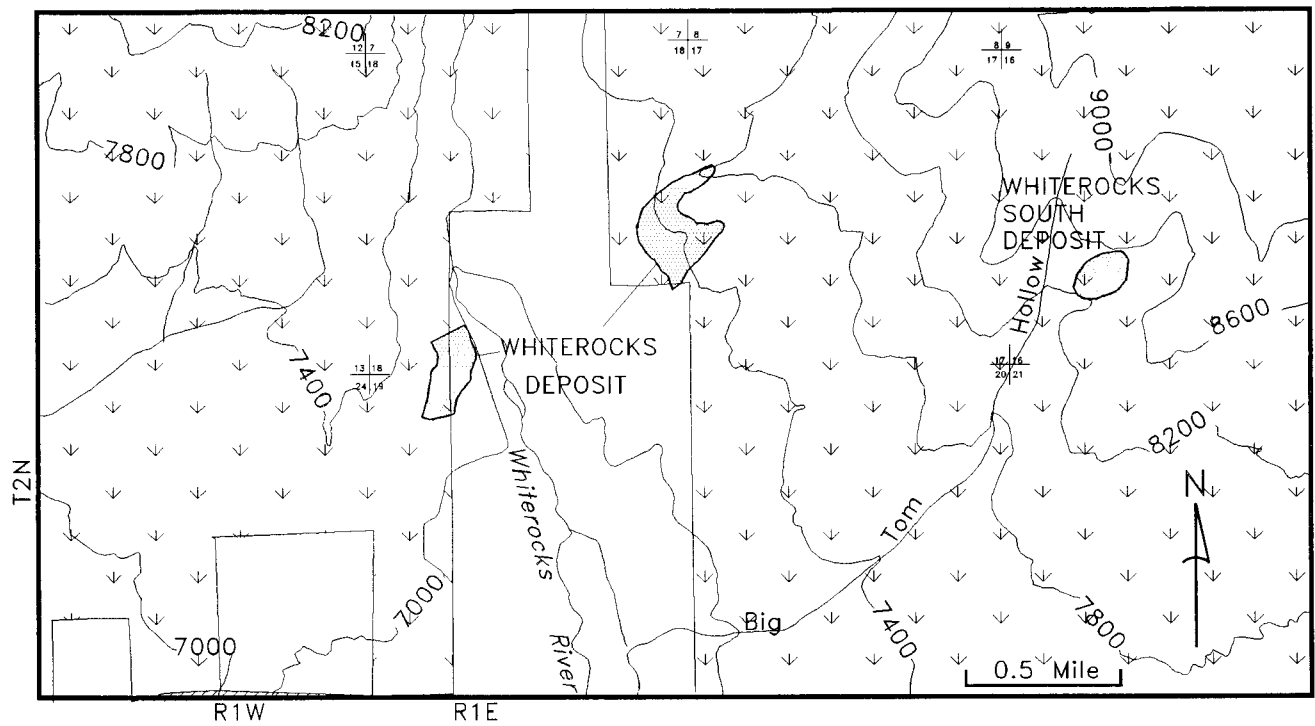 8200
12 7
15 18
7 8
18 17
8 9
17 16
9000
7800
WHITEROCKS
SOUTH
DEPOSIT
Hollow
8600
WHITEROCKS
DEPOSIT
13 18
24 19
17 16
20 21
7400
8200
T2N
Whiterocks
River
Tom
N
7000
7000
Big
7400
7800
0.5 Mile
R1W
R1E